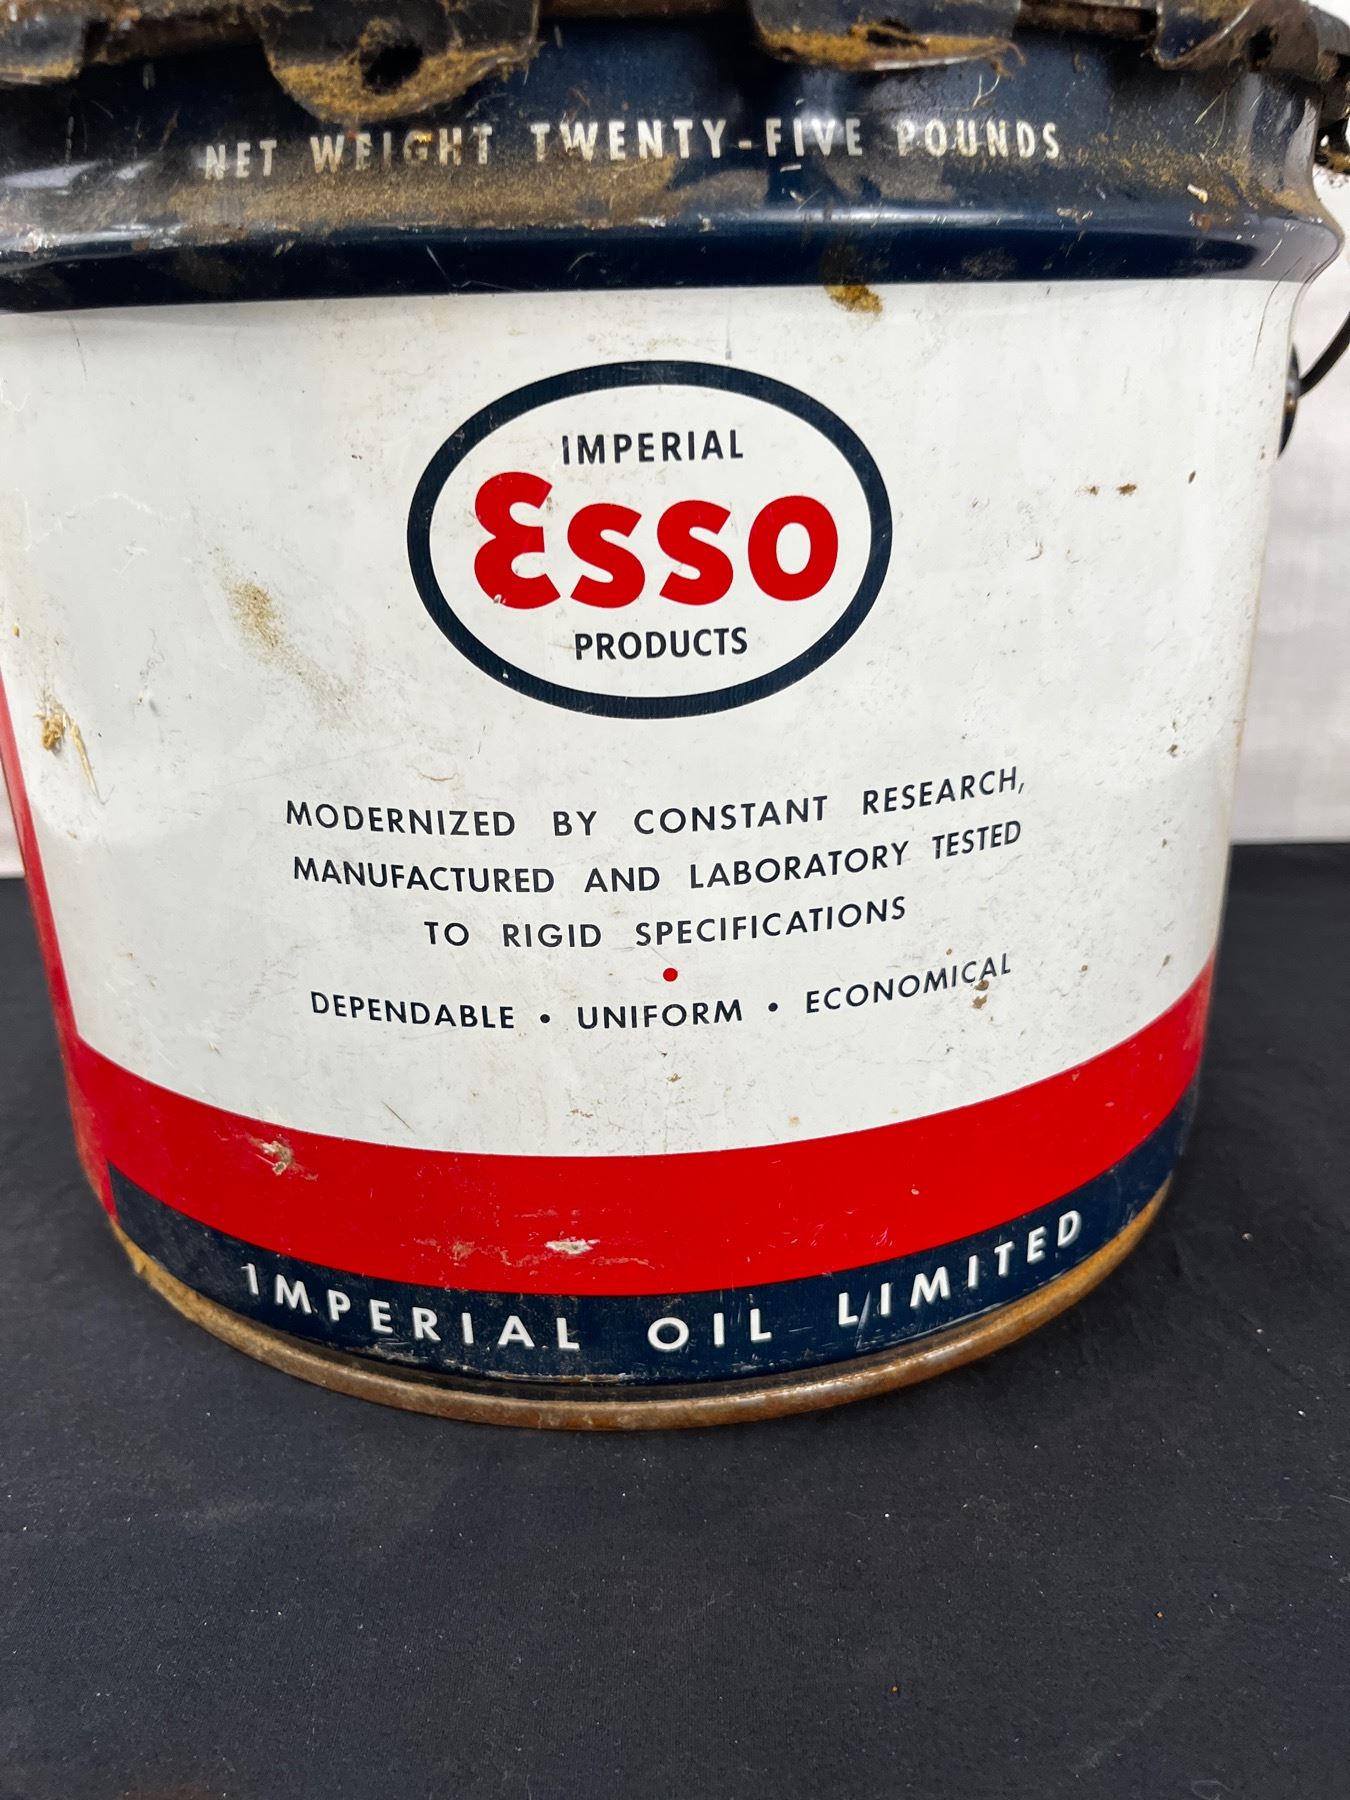 NET WEIGHT TWENTY-FIVE POUNDS
IMPERIAL
Esso
PRODUCTS
MODERNIZED BY CONSTANT RESEARCH,
MANUFACTURED AND LABORATORY TESTED
TO RIGID SPECIFICATIONS
•
DEPENDABLE • UNIFORM • ECONOMICAL
IMPERIAL OIL LIMITED